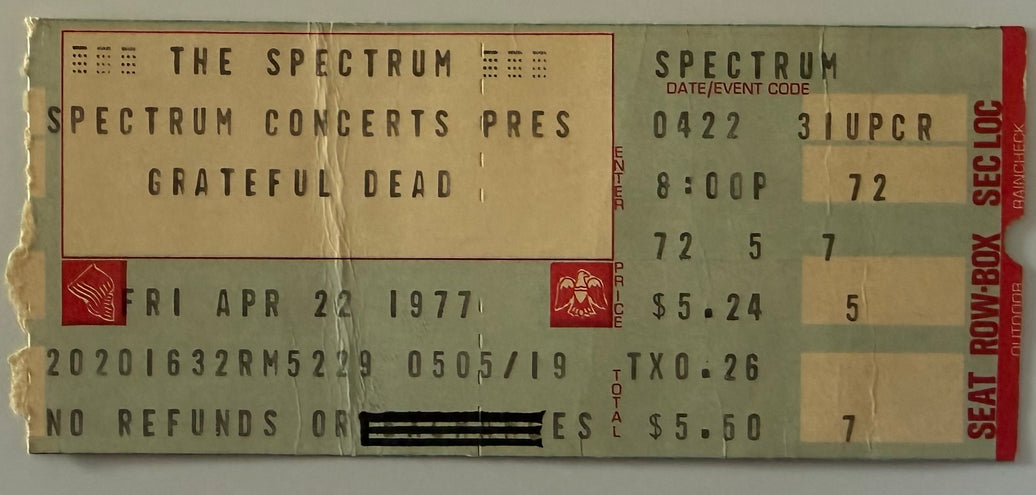 THE SPECTRUM
SPECTRUM CONCERTS PRES
GRATEFUL DEAD
FRI APR 22 1977
20201632RM5229 0505/19
NO REFUNDS OR ES
SPECTRUM
DATE/EVENT CODE
0422 31UPCR
ENTER
8:00P 72
72 5 7
PRICE
$5.24 5
TX0.26
TOTAL
$5.50 7
SEC LOC
ROW-BOX
SEAT
RAINCHECK
OUTDOOR